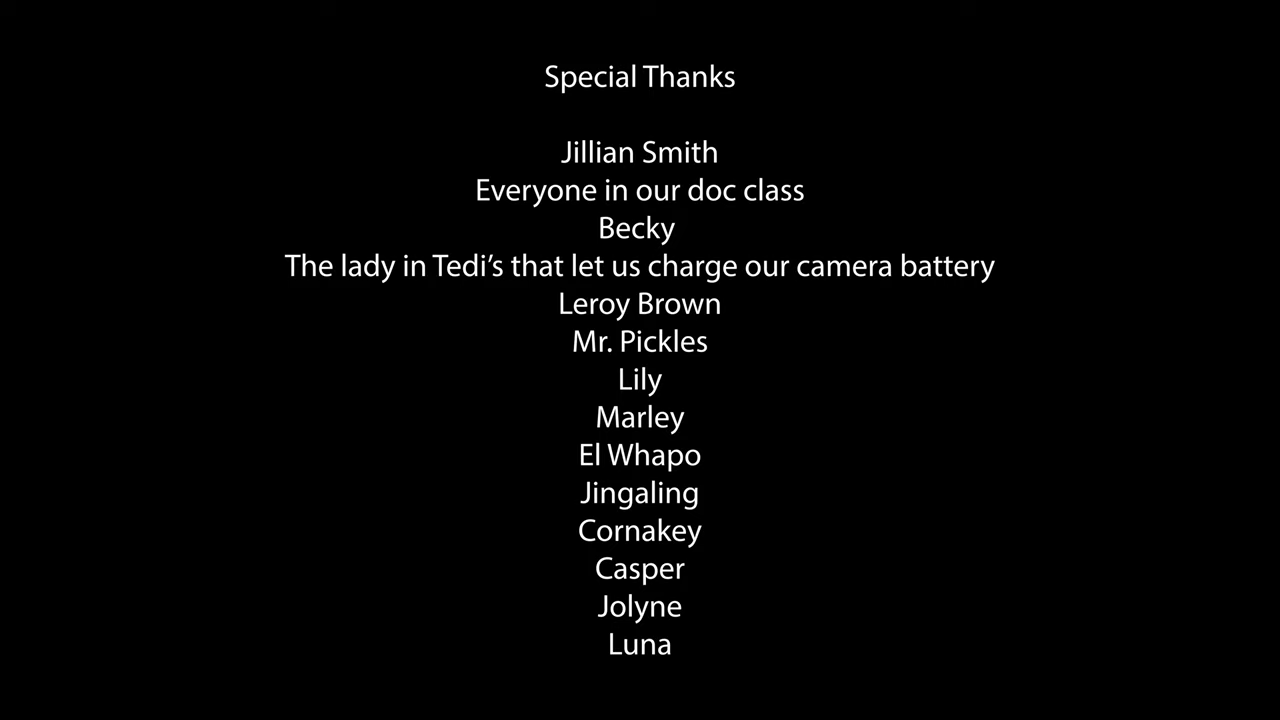 Special Thanks
Jillian Smith
Everyone in our doc class
Becky
The lady in Tedi’s that let us charge our camera battery
Leroy Brown
Mr. Pickles
Lily
Marley
El Whapo
Jingaling
Cornakey
Casper
Jolyne
Luna